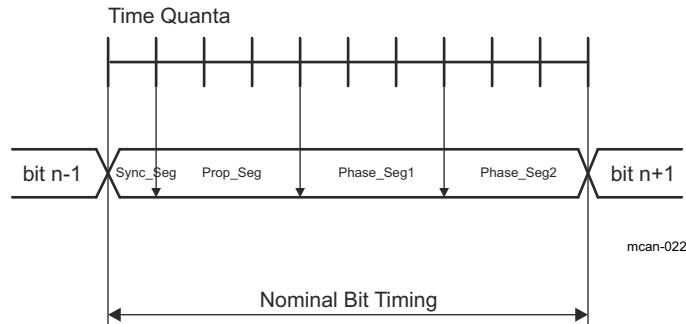 Time Quanta
bit n-1 Sync_Seg Prop_Seg Phase_Seg1 Phase_Seg2 bit n+1
mcan-022
Nominal Bit Timing